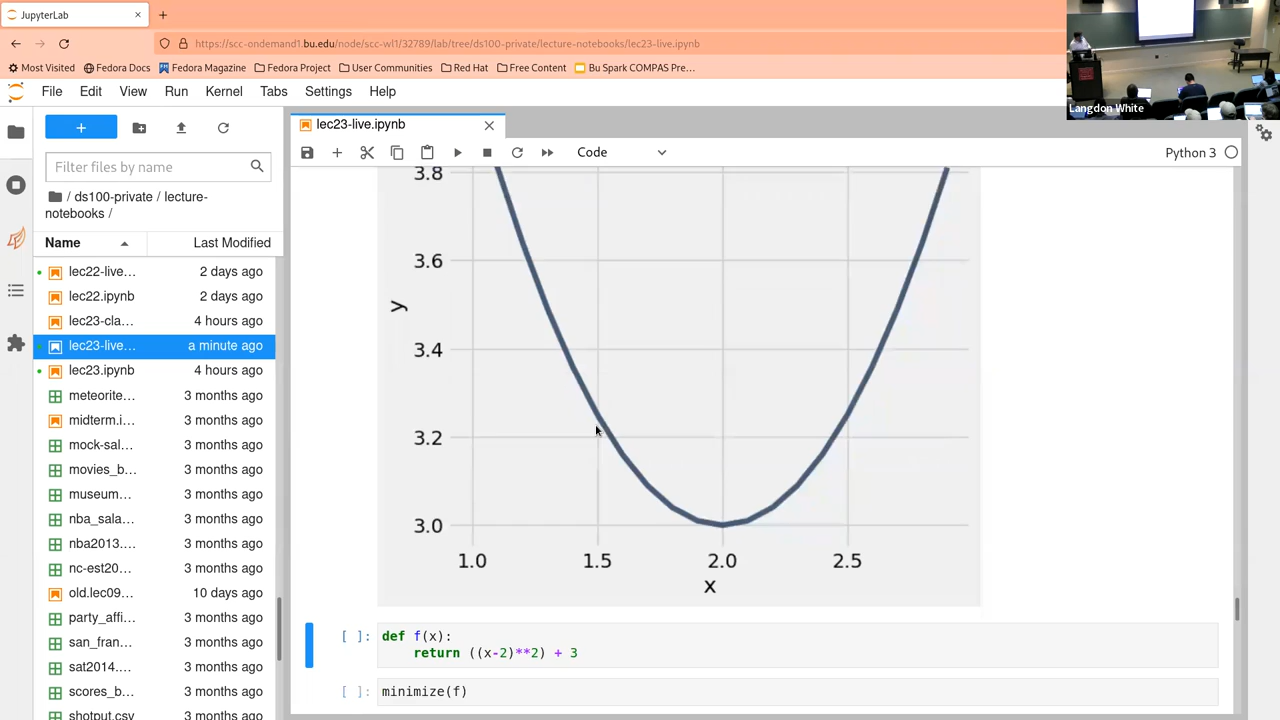 JupyterLab
https://scc-ondemand1.bu.edu/node/scc-wl1/32789/lab/tree/ds100-private/lecture-notebooks/lec23-live.ipynb
Most Visited Fedora Docs Fedora Magazine Fedora Project User Communities Red Hat Free Content Bu Spark COMPAS Pre…
Langdon White
File Edit View Run Kernel Tabs Settings Help
Filter files by name
/ ds100-private / lecture-
notebooks /
Name Last Modified
lec22-live… 2 days ago
lec22.ipynb 2 days ago
lec23-cla… 4 hours ago
lec23-live… a minute ago
lec23.ipynb 4 hours ago
meteorite… 3 months ago
midterm.i… 3 months ago
mock-sal… 3 months ago
movies_b… 3 months ago
museum… 3 months ago
nba_sala… 3 months ago
nba2013.… 3 months ago
nc-est20… 3 months ago
old.lec09… 10 days ago
party_affi… 3 months ago
san_fran… 3 months ago
sat2014.… 3 months ago
scores_b… 3 months ago
shotput.csv 3 months ago
lec23-live.ipynb
Code
Python 3
3.8
3.6
3.4
3.2
3.0
y
1.0 1.5 2.0 2.5
x
[ ]: def f(x):
return ((x-2)**2) + 3
[ ]: minimize(f)